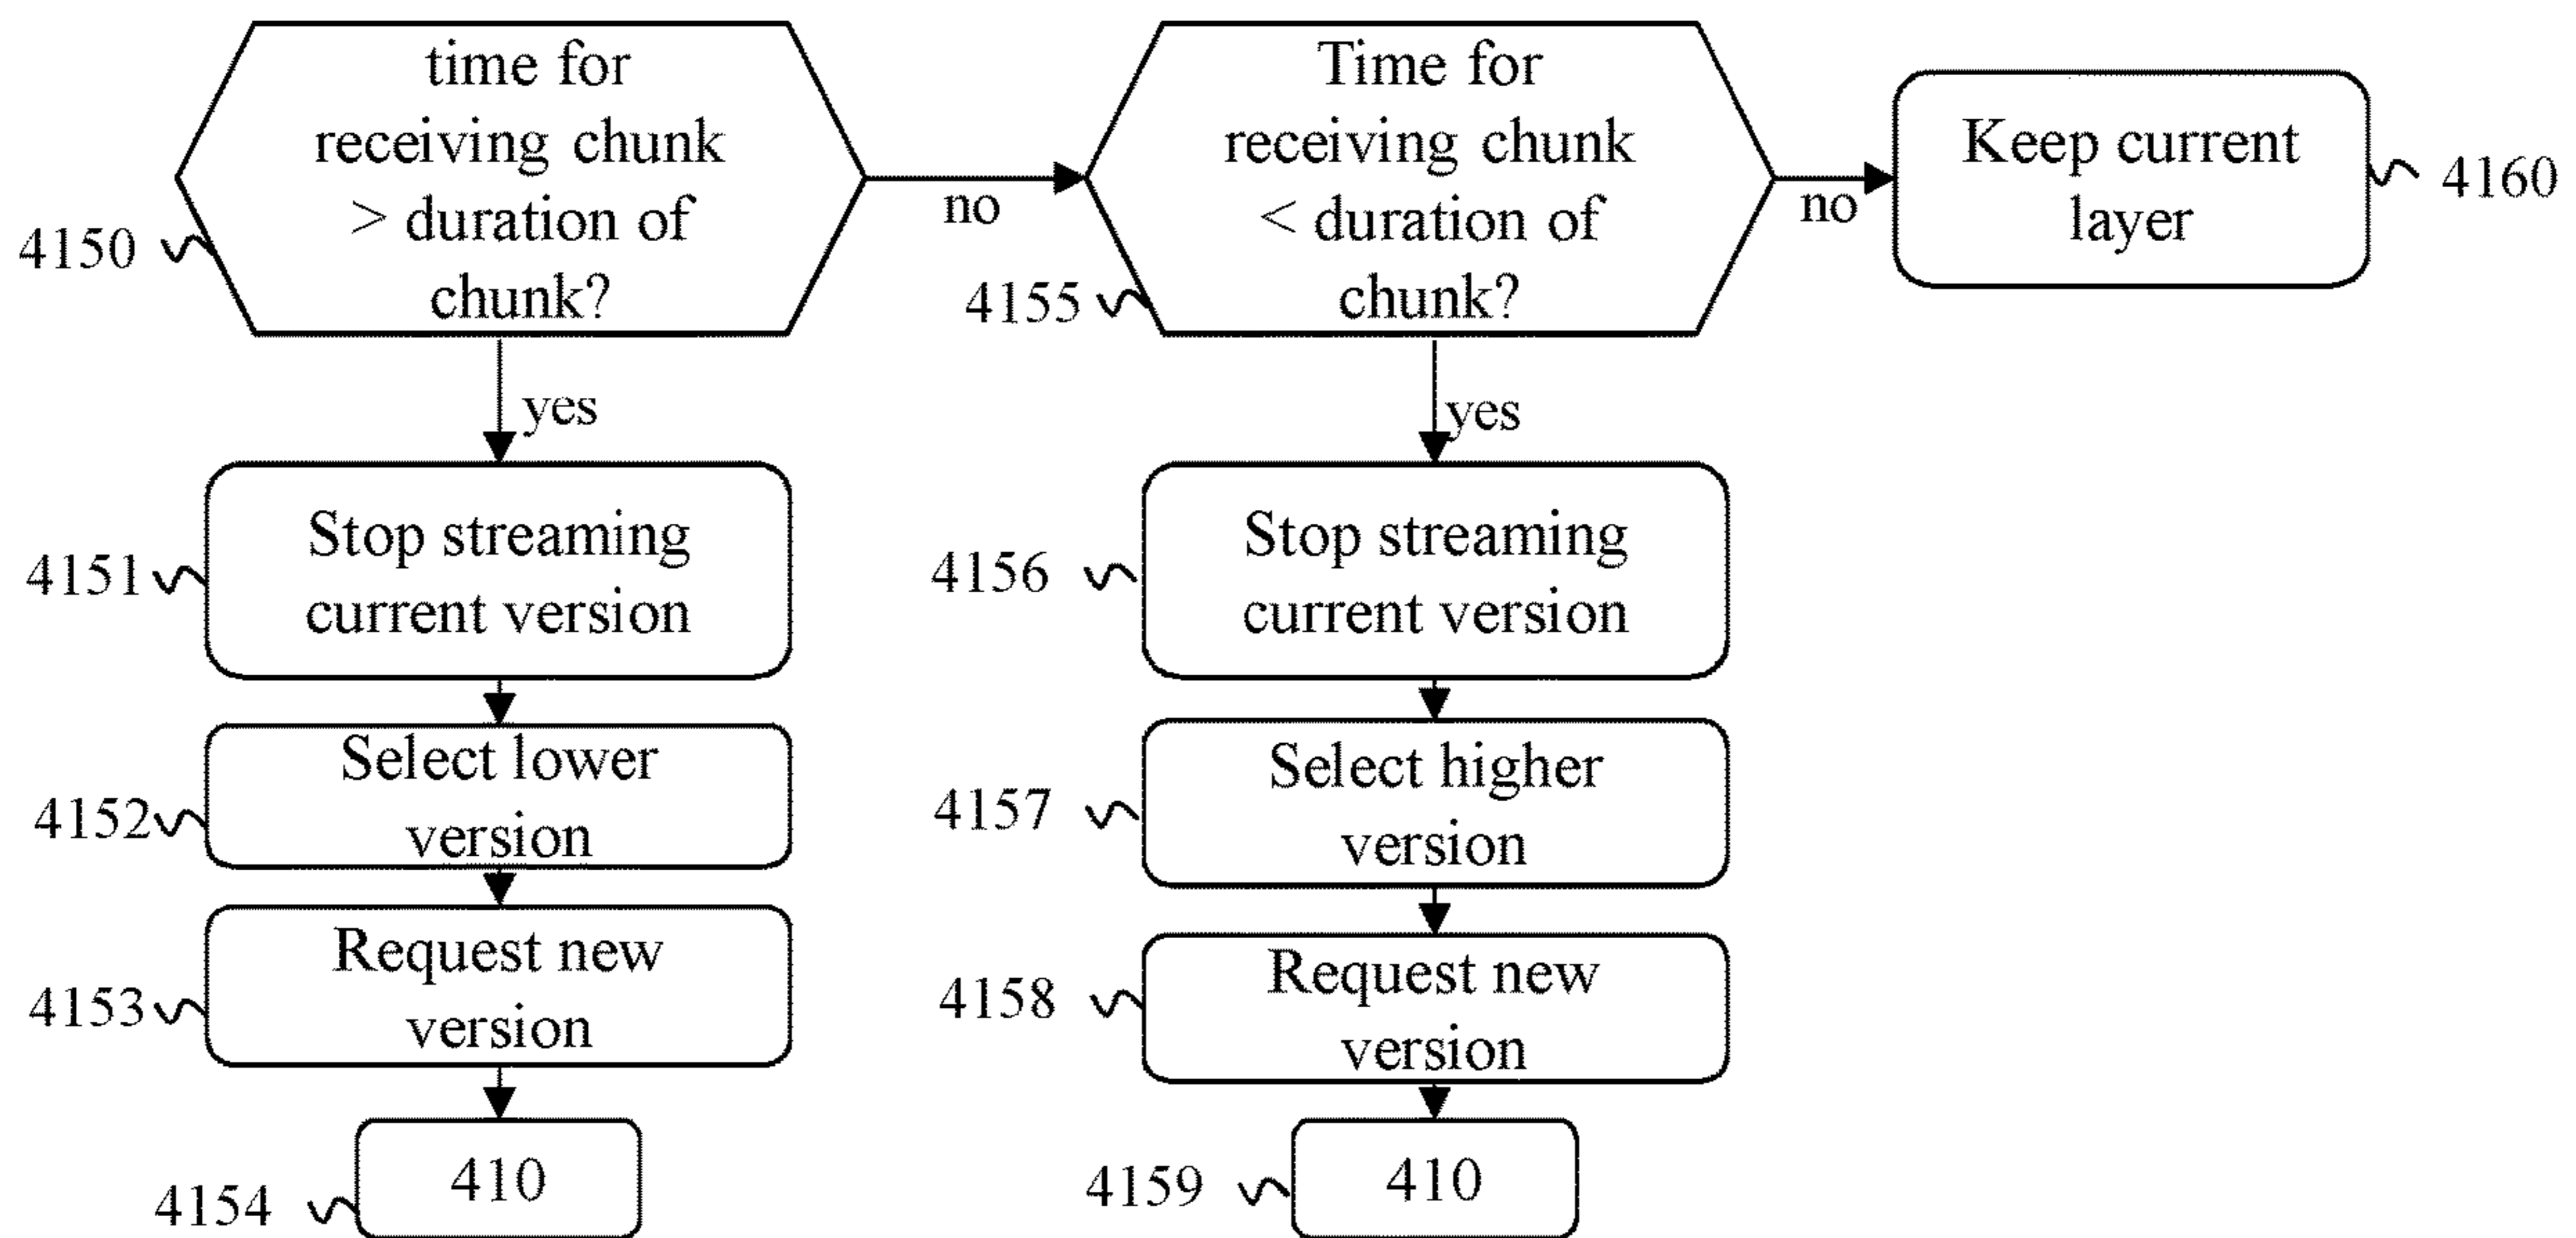 time for
receiving chunk
> duration of
chunk?
4150
no
Time for
receiving chunk
< duration of
chunk?
4155
no
Keep current
layer
4160
yes
yes
Stop streaming
current version
4151
Stop streaming
current version
4156
Select lower
version
4152
Select higher
version
4157
Request new
version
4153
Request new
version
4158
410
4154
410
4159